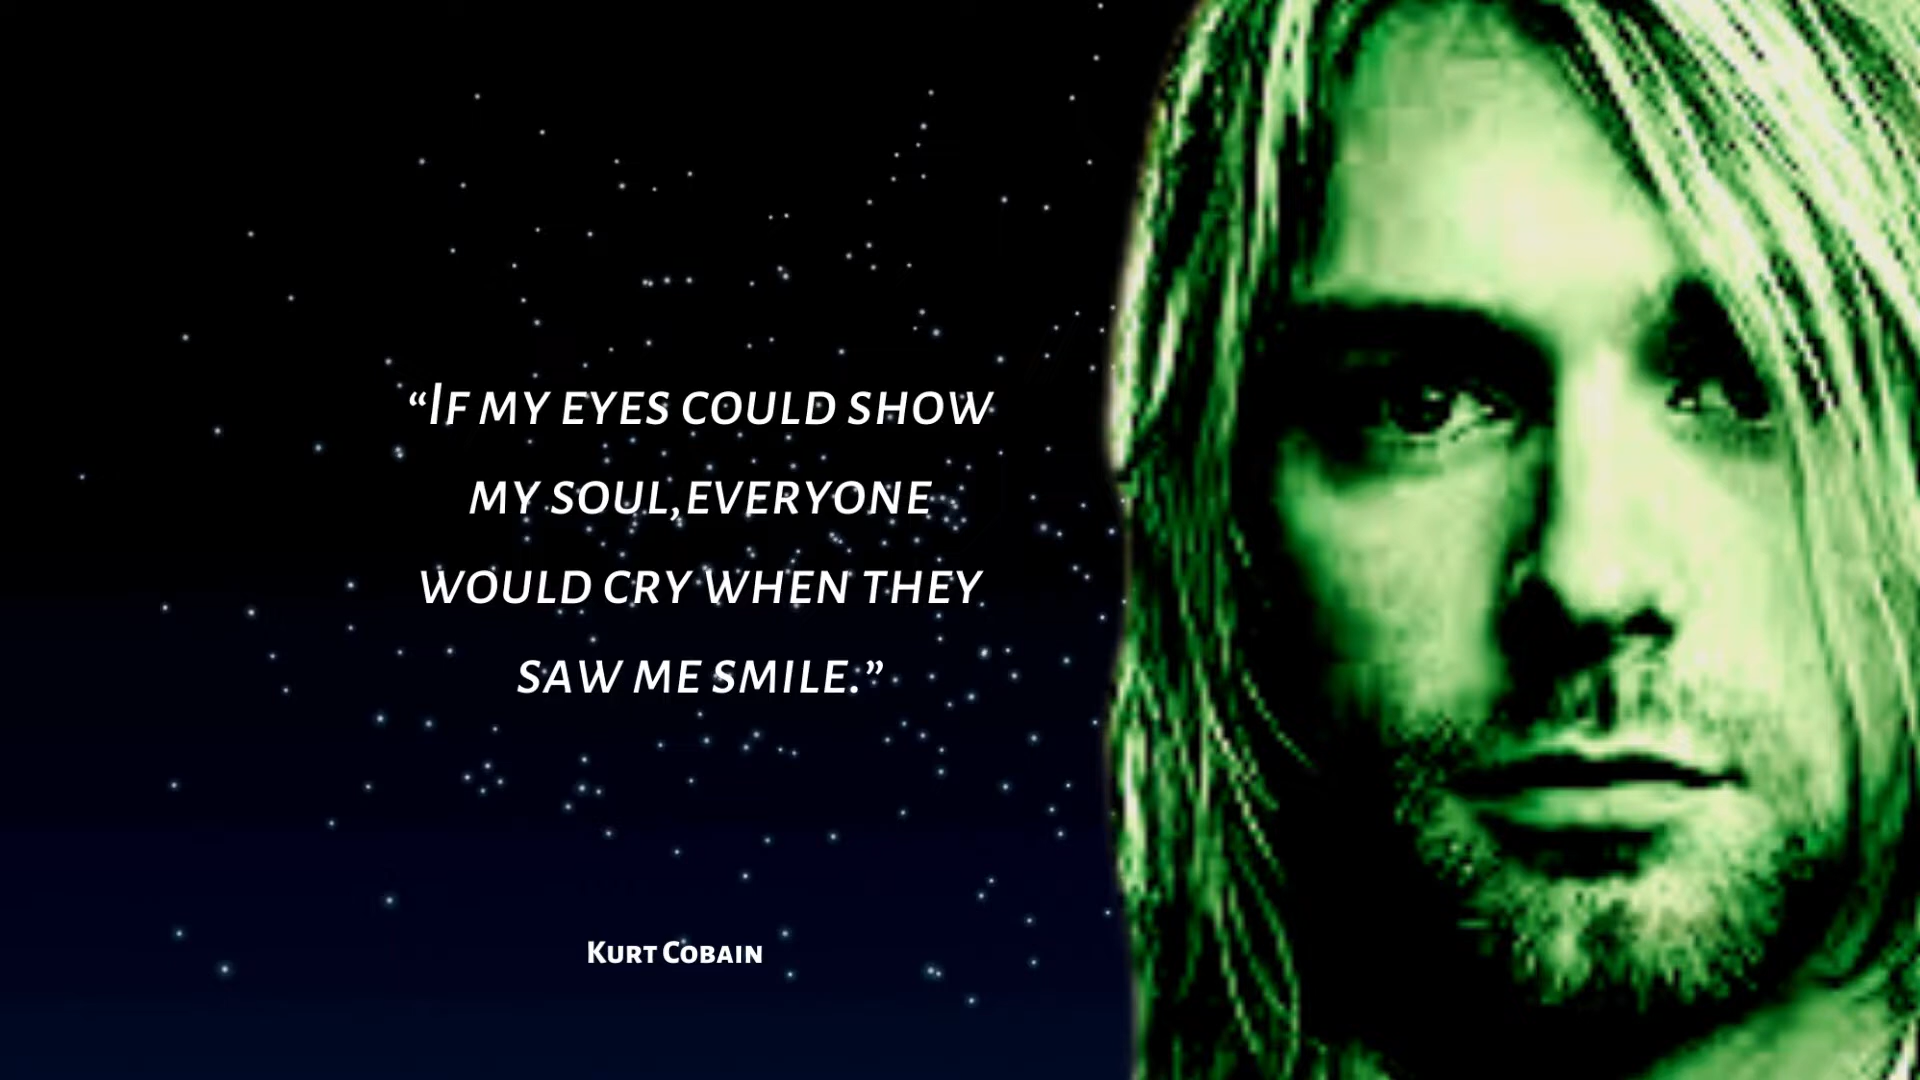 “If my eyes could show
my soul,everyone
would cry when they
saw me smile.”
Kurt Cobain